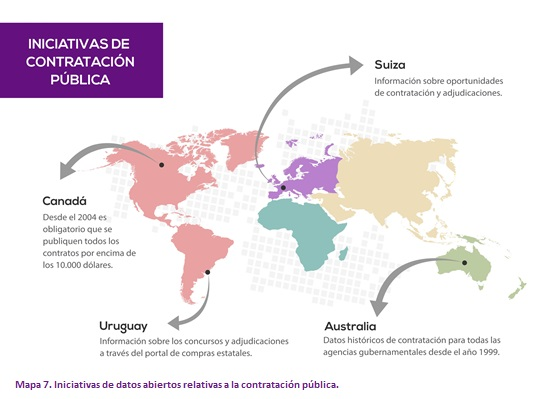 INICIATIVAS DE
CONTRATACIÓN
PÚBLICA
Suiza
Información sobre oportunidades
de contratación y adjudicaciones.
Canadá
Desde el 2004 es
obligatorio que se
publiquen todos los
contratos por encima de
los 10.000 dólares.
Uruguay
Información sobre los concursos y adjudicaciones
a través del portal de compras estatales.
Australia
Datos históricos de contratación para todas las
agencias gubernamentales desde el año 1999.
Mapa 7. Iniciativas de datos abiertos relativas a la contratación pública.